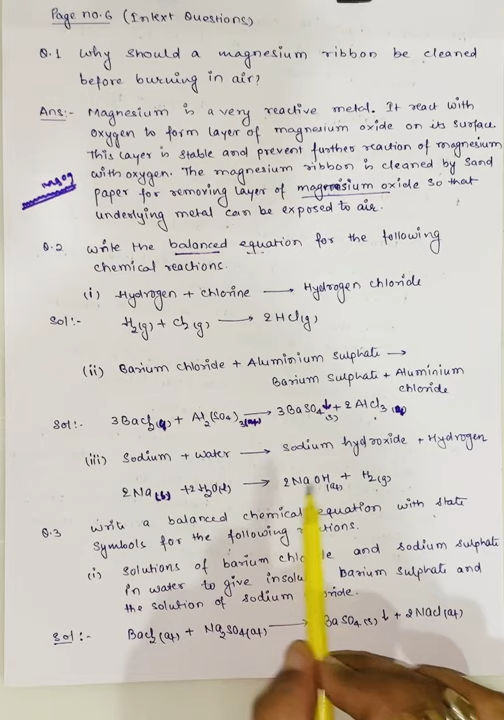 Page no.6 (Intext Questions)
Q.1 Why should a magnesium ribbon be cleaned
before burning in air?
Ans:- Magnesium is a very reactive metal. It react with
oxygen to form layer of magnesium oxide on its surface.
This layer is stable and prevent further reaction of magnesium
with oxygen. The magnesium ribbon is cleaned by Sand
paper for removing layer of magnesium oxide so that
underlying metal can be exposed to air.
Q.2 Write the balanced equation for the following
chemical reactions.
(i) Hydrogen + chlorine → Hydrogen chloride
Sol:- H2(g) + Cl2(g) → 2HCl(g)
(ii) Barium chloride + Aluminium Sulphate →
Barium Sulphate + Aluminium
chloride
Sol:- 3BaCl2(aq) + Al2(SO4)3(aq) → 3BaSO4↓(s) + 2AlCl3(aq)
(iii) Sodium + Water → Sodium hydroxide + Hydrogen
2Na(s) + 2H2O(l) → 2NaOH(aq) + H2(g)
Q.3 Write a balanced chemical equation with state
Symbols for the following
(i) Solutions of barium and Sodium Sulphate
in water to give Barium Sulphate and
the solution of Sodium
Sol:- BaCl2(aq) + Na2SO4(aq) → BaSO4(s)↓ + 2NaCl(aq)